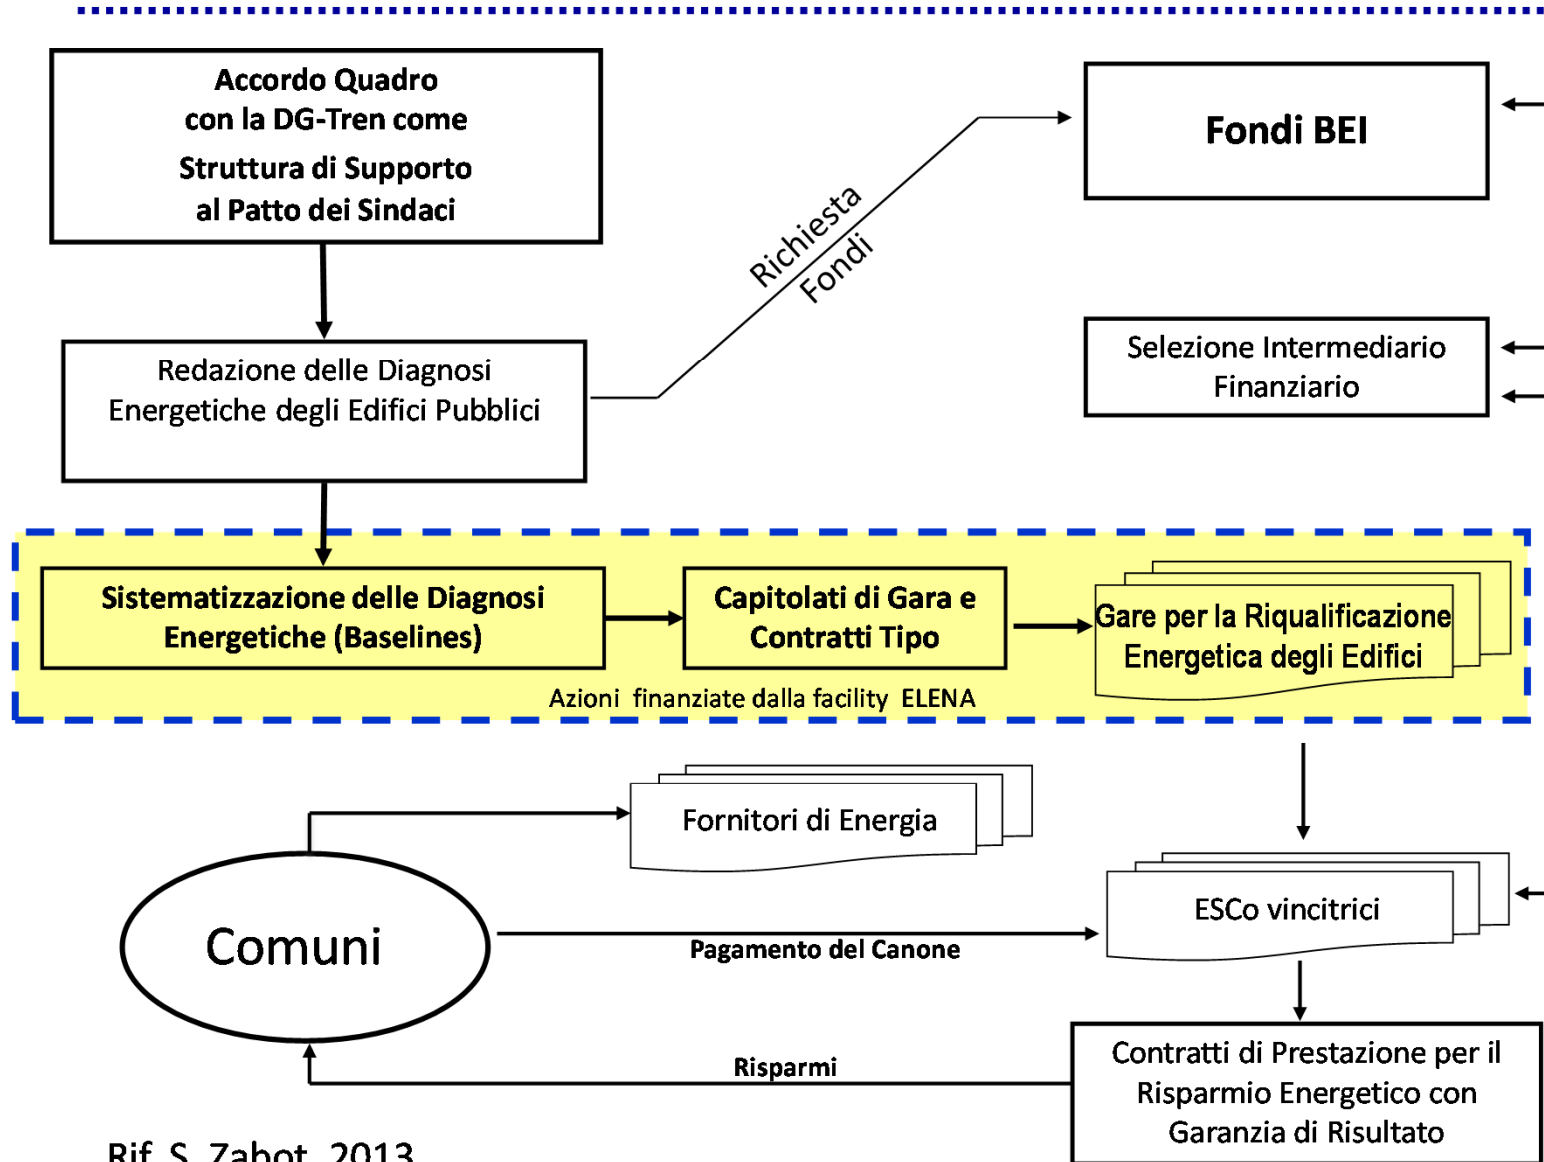 Accordo Quadro
con la DG-Tren come
Struttura di Supporto
al Patto dei Sindaci
Fondi BEI
Richiesta
Fondi
Selezione Intermediario
Finanziario
Redazione delle Diagnosi
Energetiche degli Edifici Pubblici
Sistematizzazione delle Diagnosi
Energetiche (Baselines)
Capitolati di Gara e
Contratti Tipo
Gare per la Riqualificazione
Energetica degli Edifici
Azioni finanziate dalla facility ELENA
Fornitori di Energia
Comuni
Pagamento del Canone
ESCo vincitrici
Risparmi
Contratti di Prestazione per il
Risparmio Energetico con
Garanzia di Risultato
Rif. S. Zabot, 2013